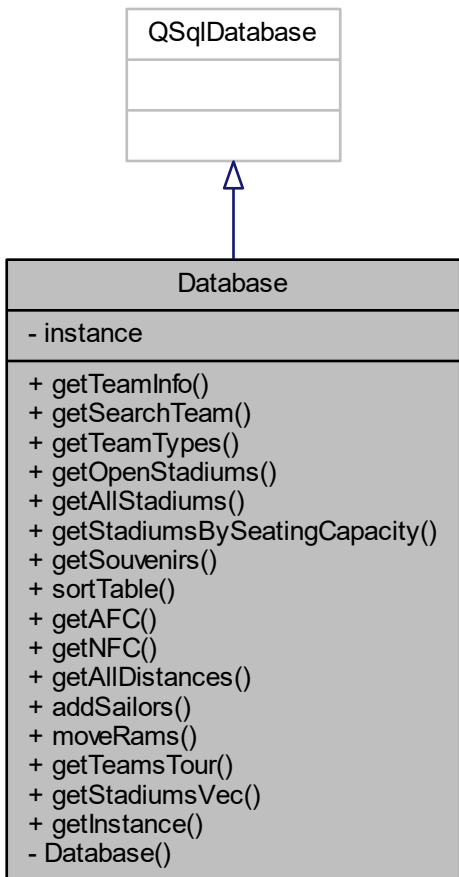 QSqlDatabase
Database
- instance
+ getTeamInfo()
+ getSearchTeam()
+ getTeamTypes()
+ getOpenStadiums()
+ getAllStadiums()
+ getStadiumsBySeatingCapacity()
+ getSouvenirs()
+ sortTable()
+ getAFC()
+ getNFC()
+ getAllDistances()
+ addSailors()
+ moveRams()
+ getTeamsTour()
+ getStadiumsVec()
+ getInstance()
- Database()